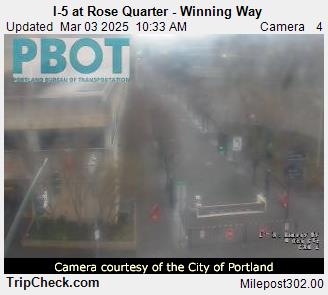 I-5 at Rose Quarter - Winning Way
Updated Mar 03 2025 10:33 AM Camera 4
PBOT
PORTLAND BUREAU OF TRANSPORTATION
Camera courtesy of the City of Portland
TripCheck.com Milepost302.00